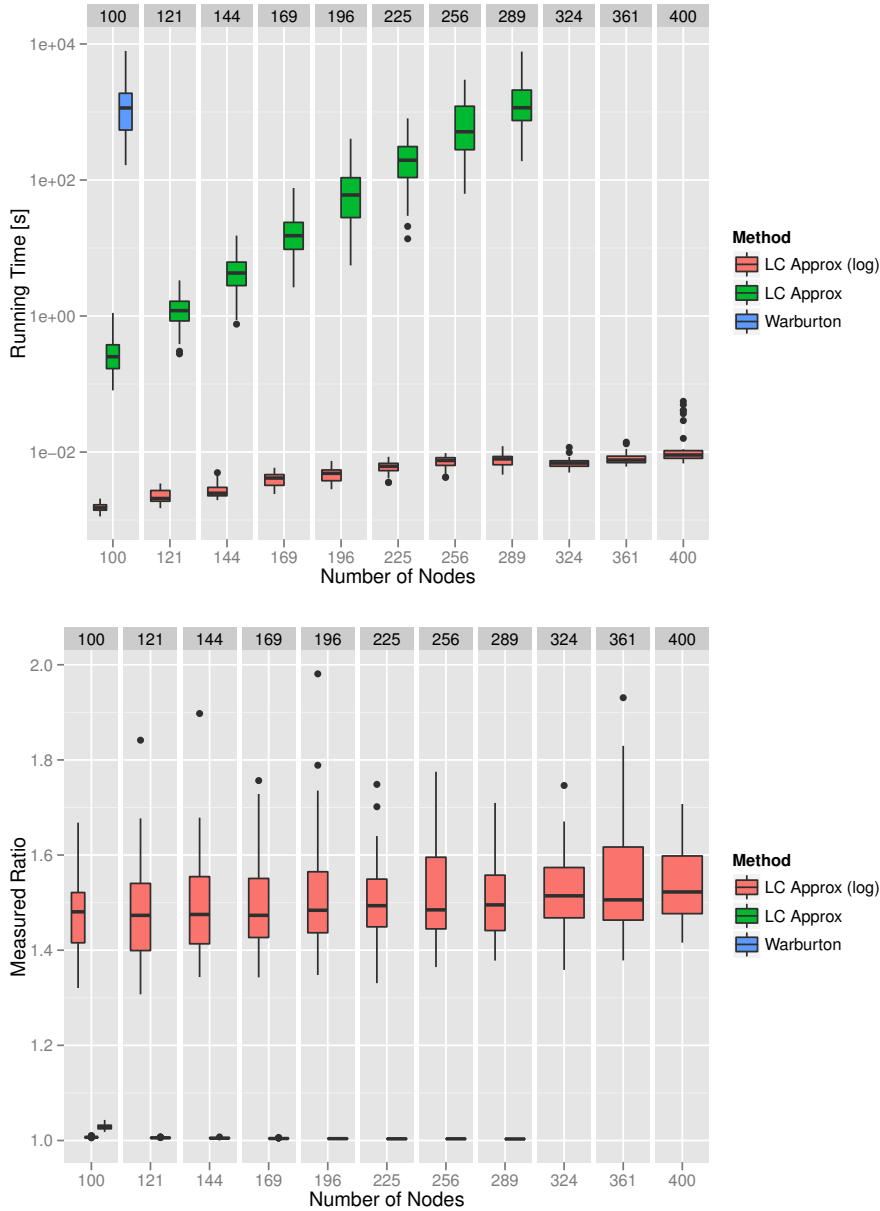 100 121 144 169 196 225 256 289 324 361 400
1e+04
1e+02
1e+00
1e−02
Running Time [s]
100 121 144 169 196 225 256 289 324 361 400
Number of Nodes
Method
LC Approx (log)
LC Approx
Warburton
100 121 144 169 196 225 256 289 324 361 400
2.0
1.8
1.6
1.4
1.2
1.0
Measured Ratio
100 121 144 169 196 225 256 289 324 361 400
Number of Nodes
Method
LC Approx (log)
LC Approx
Warburton